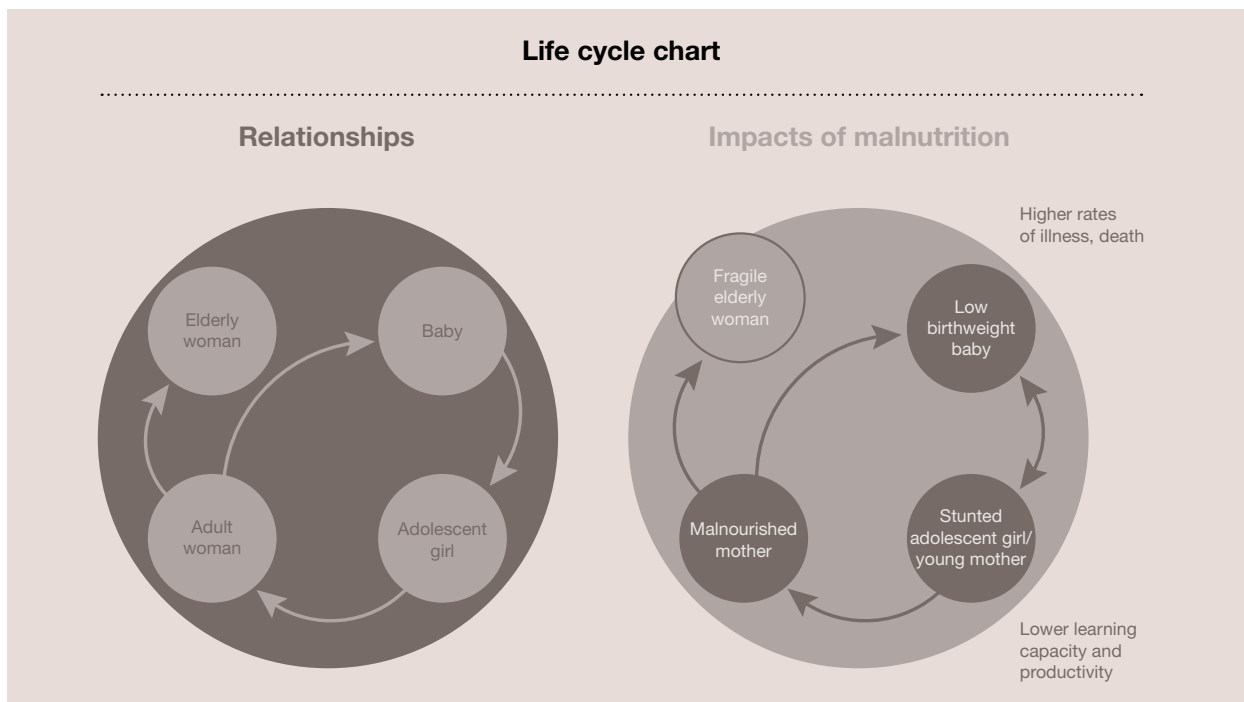 Life cycle chart
Relationships
Elderly
woman
Baby
Adult
woman
Adolescent
girl
Impacts of malnutrition
Higher rates
of illness, death
Fragile
elderly
woman
Low
birthweight
baby
Malnourished
mother
Stunted
adolescent girl/
young mother
Lower learning
capacity and
productivity